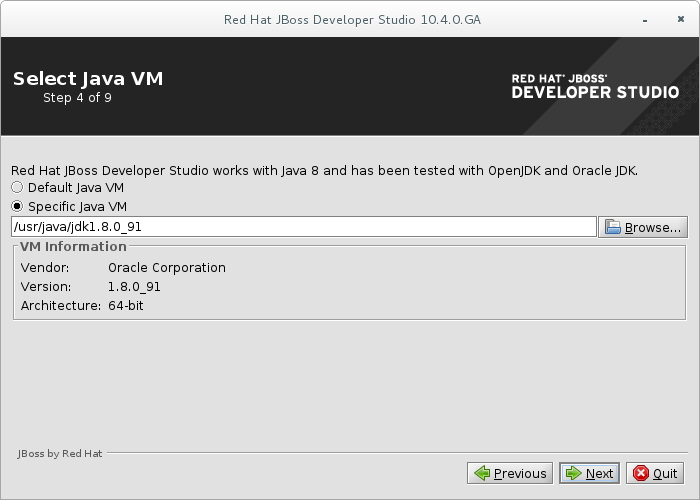 Red Hat JBoss Developer Studio 10.4.0.GA
Select Java VM
Step 4 of 9
RED HAT® JBOSS®
DEVELOPER STUDIO
Red Hat JBoss Developer Studio works with Java 8 and has been tested with OpenJDK and Oracle JDK.
Default Java VM
Specific Java VM
/usr/java/jdk1.8.0_91
Browse...
VM Information
Vendor: Oracle Corporation
Version: 1.8.0_91
Architecture: 64-bit
JBoss by Red Hat
Previous Next Quit